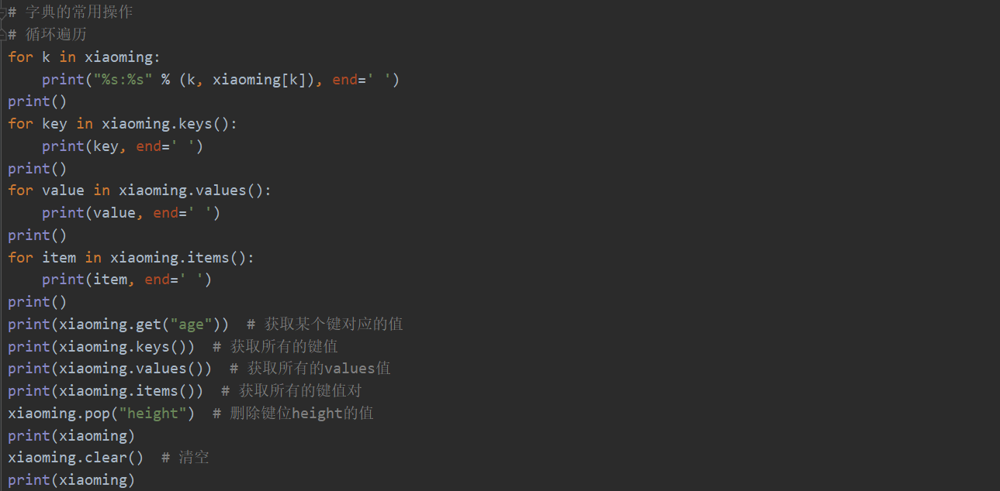 # 字典的常用操作
# 循环遍历
for k in xiaoming:
    print("%s:%s" % (k, xiaoming[k]), end=' ')
print()
for key in xiaoming.keys():
    print(key, end=' ')
print()
for value in xiaoming.values():
    print(value, end=' ')
print()
for item in xiaoming.items():
    print(item, end=' ')
print()
print(xiaoming.get("age"))  # 获取某个键对应的值
print(xiaoming.keys())  # 获取所有的键值
print(xiaoming.values())  # 获取所有的values值
print(xiaoming.items())  # 获取所有的键值对
xiaoming.pop("height")  # 删除键位height的值
print(xiaoming)
xiaoming.clear()  # 清空
print(xiaoming)